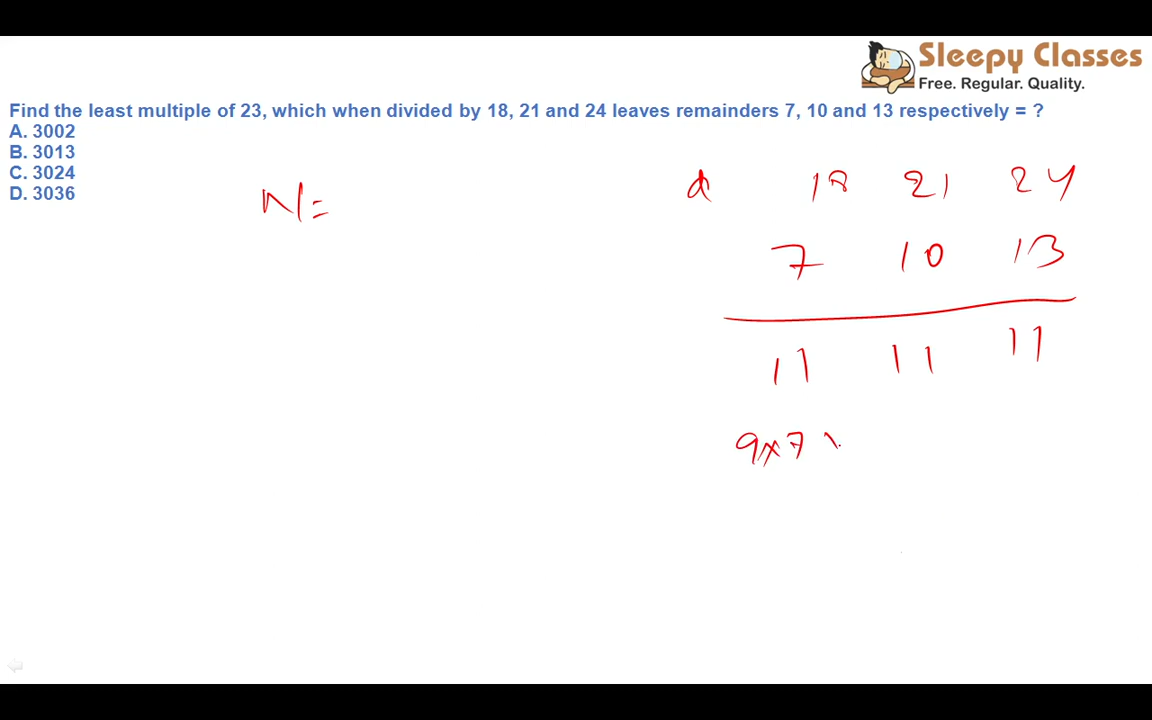 Sleepy Classes
Free. Regular. Quality.
Find the least multiple of 23, which when divided by 18, 21 and 24 leaves remainders 7, 10 and 13 respectively = ?
A. 3002
B. 3013
C. 3024
D. 3036
N =
d 18 21 24
7 10 13
11 11 11
9x7